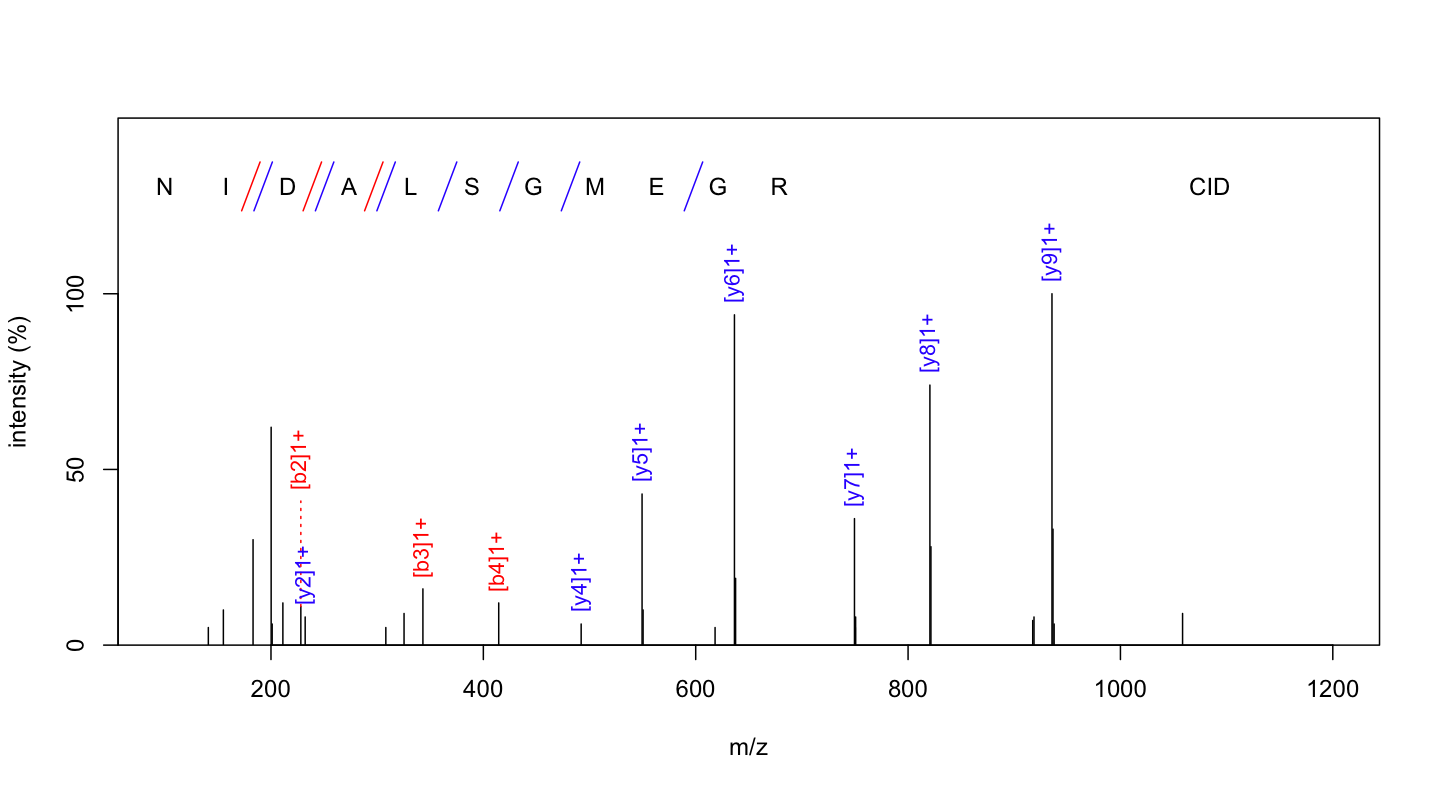 N I D A L S G M E G R
CID
[y9]1+
[y6]1+
[y8]1+
[b2]1+
[y5]1+
[y7]1+
[b3]1+
[b4]1+
[y2]1+
[y4]1+
intensity (%)
100
50
0
200 400 600 800 1000 1200
m/z